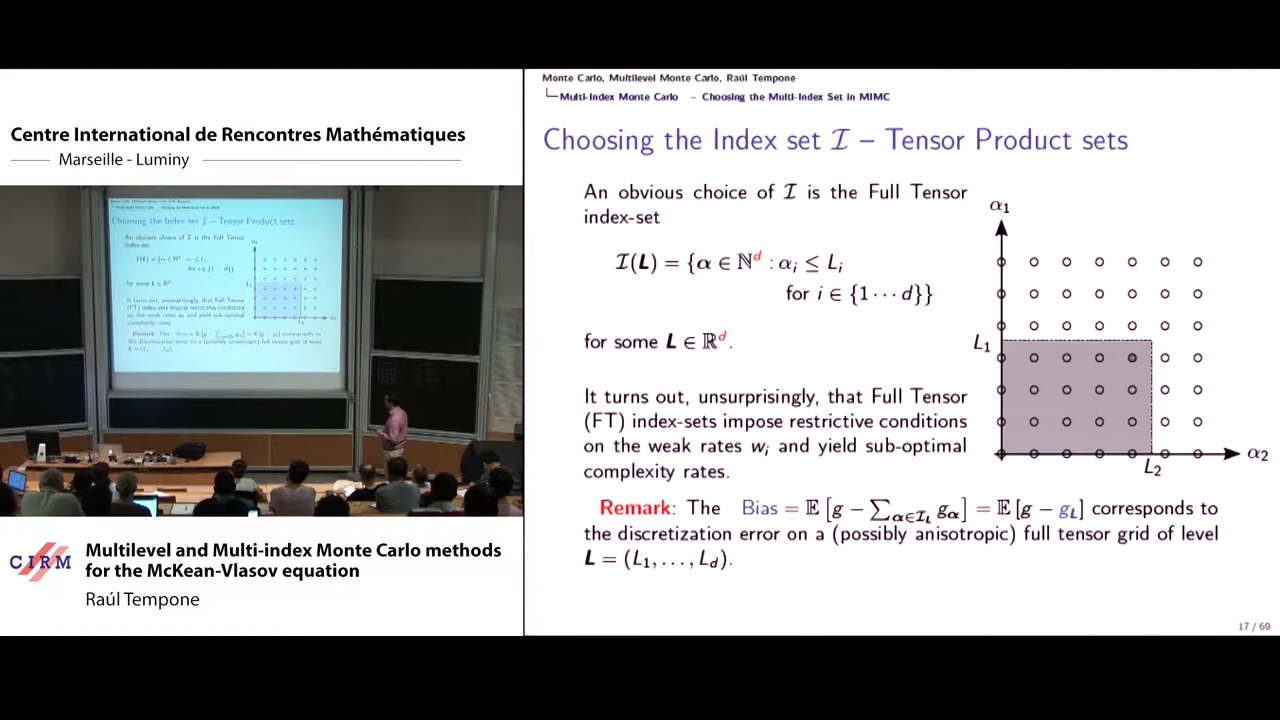 Centre International de Rencontres Mathématiques
Marseille - Luminy
CIRM
Multilevel and Multi-index Monte Carlo methods
for the McKean-Vlasov equation
Raúl Tempone
Monte Carlo, Multilevel Monte Carlo, Raúl Tempone
Multi-Index Monte Carlo – Choosing the Multi-Index Set in MIMC
Choosing the Index set ℐ – Tensor Product sets
An obvious choice of ℐ is the Full Tensor
index-set
ℐ(L) = {α ∈ ℕ^d : α_i ≤ L_i
for i ∈ {1 ⋯ d}}
for some L ∈ ℝ^d.
It turns out, unsurprisingly, that Full Tensor
(FT) index-sets impose restrictive conditions
on the weak rates w_i and yield sub-optimal
complexity rates.
α₁
L₁
α₂
L₂
Remark: The Bias = 𝔼 [g − ∑_{α∈ℐ_L} g_α] = 𝔼 [g − g_L] corresponds to
the discretization error on a (possibly anisotropic) full tensor grid of level
L = (L₁, …, L_d).
17 / 69